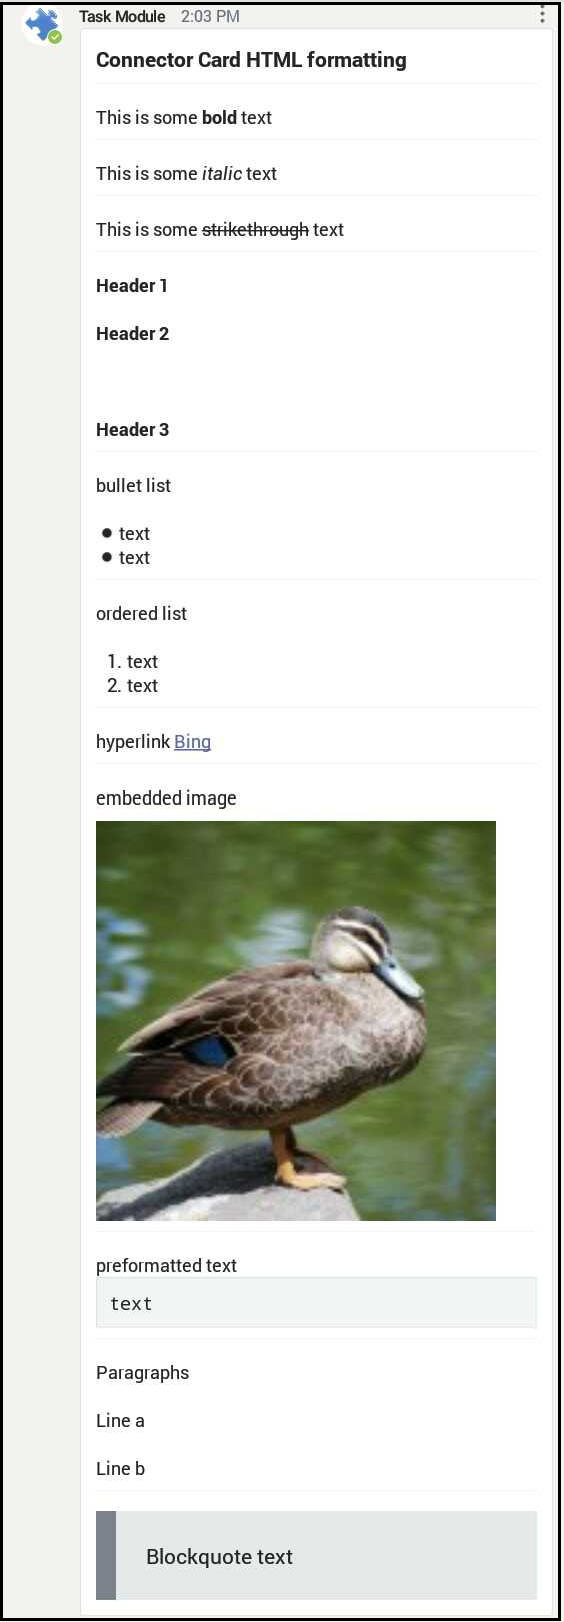 Task Module 2:03 PM
Connector Card HTML formatting
This is some bold text
This is some italic text
This is some strikethrough text
Header 1
Header 2
Header 3
bullet list
● text
● text
ordered list
1. text
2. text
hyperlink Bing
embedded image
preformatted text
text
Paragraphs
Line a
Line b
Blockquote text